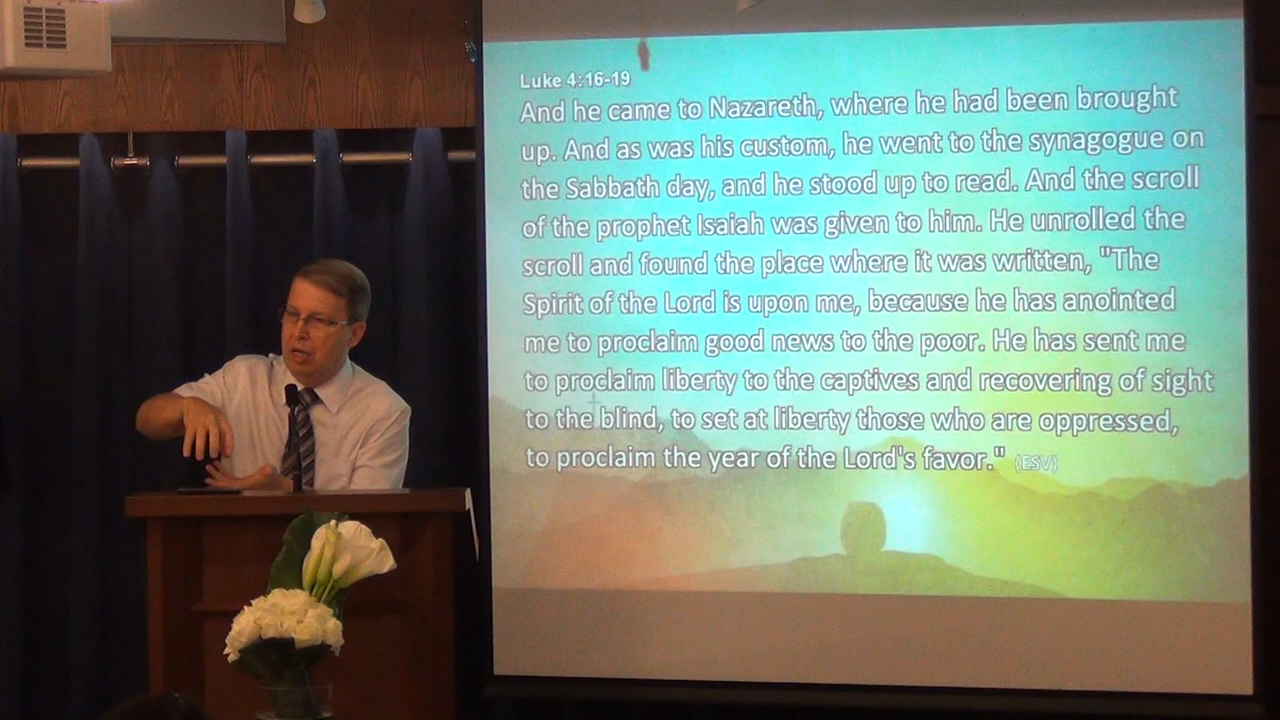 Luke 4:16-19
And he came to Nazareth, where he had been brought
up. And as was his custom, he went to the synagogue on
the Sabbath day, and he stood up to read. And the scroll
of the prophet Isaiah was given to him. He unrolled the
scroll and found the place where it was written, "The
Spirit of the Lord is upon me, because he has anointed
me to proclaim good news to the poor. He has sent me
to proclaim liberty to the captives and recovering of sight
to the blind, to set at liberty those who are oppressed,
to proclaim the year of the Lord's favor." (ESV)